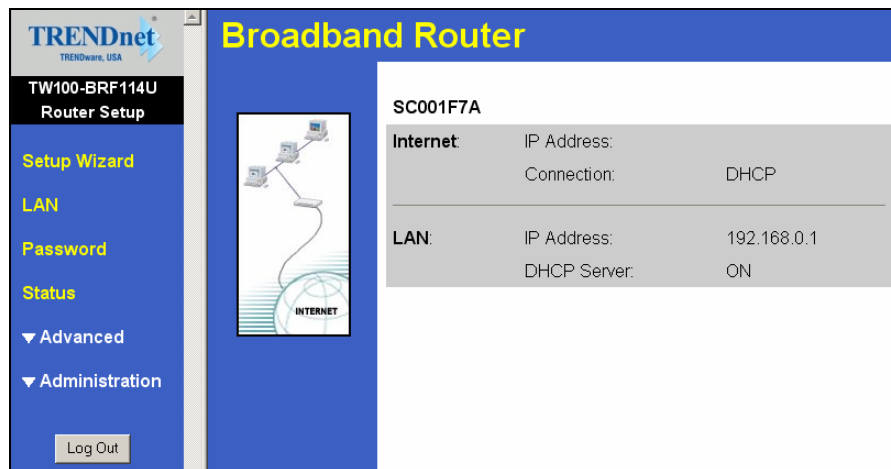 TRENDnet
TRENDware, USA
TW100-BRF114U
Router Setup
Setup Wizard
LAN
Password
Status
Advanced
Administration
Log Out
Broadband Router
INTERNET
SC001F7A
Internet: IP Address:
Connection: DHCP
LAN: IP Address: 192.168.0.1
DHCP Server: ON